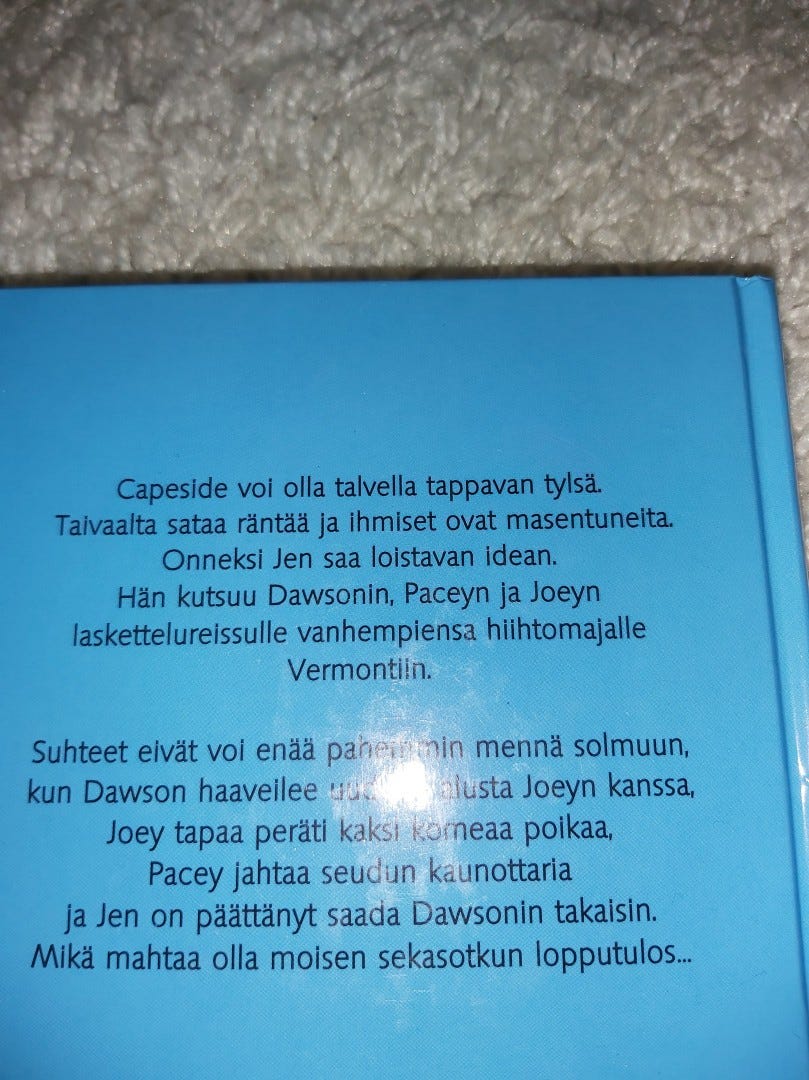 Capeside voi olla talvella tappavan tylsä.
Taivaalta sataa räntää ja ihmiset ovat masentuneita.
Onneksi Jen saa loistavan idean.
Hän kutsuu Dawsonin, Paceyn ja Joeyn
laskettelureissulle vanhempiensa hiihtomajalle
Vermontiin.
Suhteet eivät voi enää pahemmin mennä solmuun,
kun Dawson haaveilee alusta Joeyn kanssa,
Joey tapaa peräti kaksi komeaa poikaa,
Pacey jahtaa seudun kaunottaria
ja Jen on päättänyt saada Dawsonin takaisin.
Mikä mahtaa olla moisen sekasotkun lopputulos...